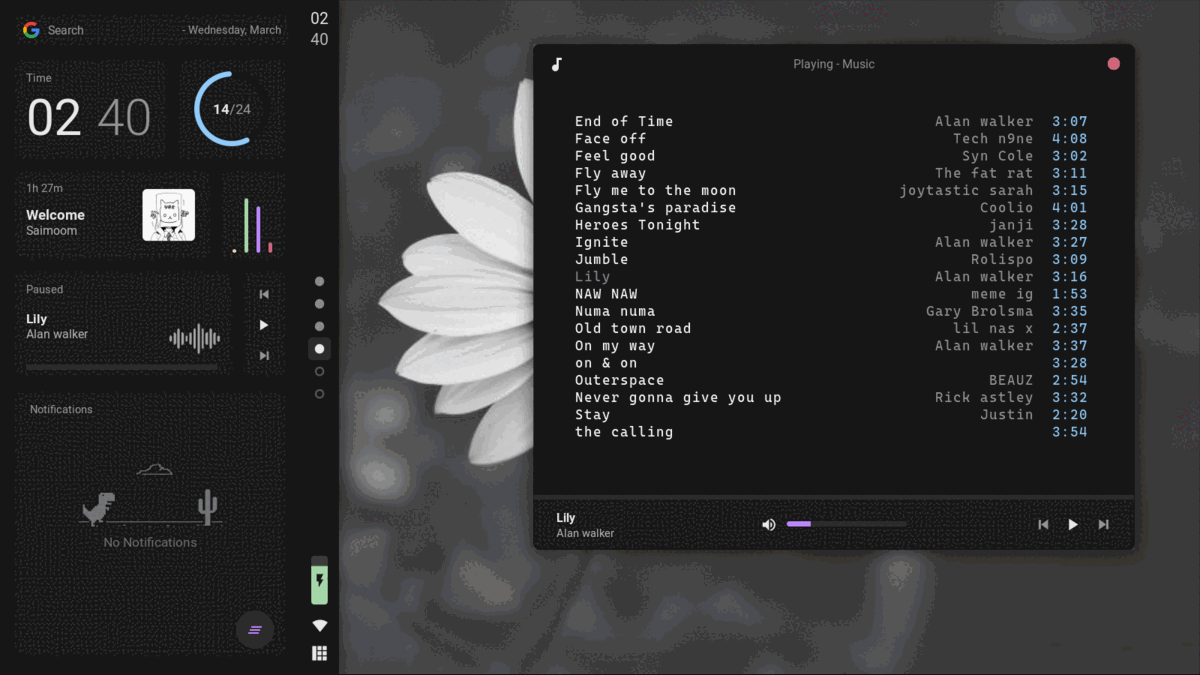 Search
- Wednesday, March
02
40
Time
02 40
14/24
1h 27m
Welcome
Saimoom
Paused
Lily
Alan walker
Notifications
No Notifications
Playing - Music
End of Time Alan walker 3:07
Face off Tech n9ne 4:08
Feel good Syn Cole 3:02
Fly away The fat rat 3:11
Fly me to the moon joytastic sarah 3:15
Gangsta's paradise Coolio 4:01
Heroes Tonight janji 3:28
Ignite Alan walker 3:27
Jumble Rolispo 3:09
Lily Alan walker 3:16
NAW NAW meme ig 1:53
Numa numa Gary Brolsma 3:35
Old town road lil nas x 2:37
On my way Alan walker 3:37
on & on 3:28
Outerspace BEAUZ 2:54
Never gonna give you up Rick astley 3:32
Stay Justin 2:20
the calling 3:54
Lily
Alan walker